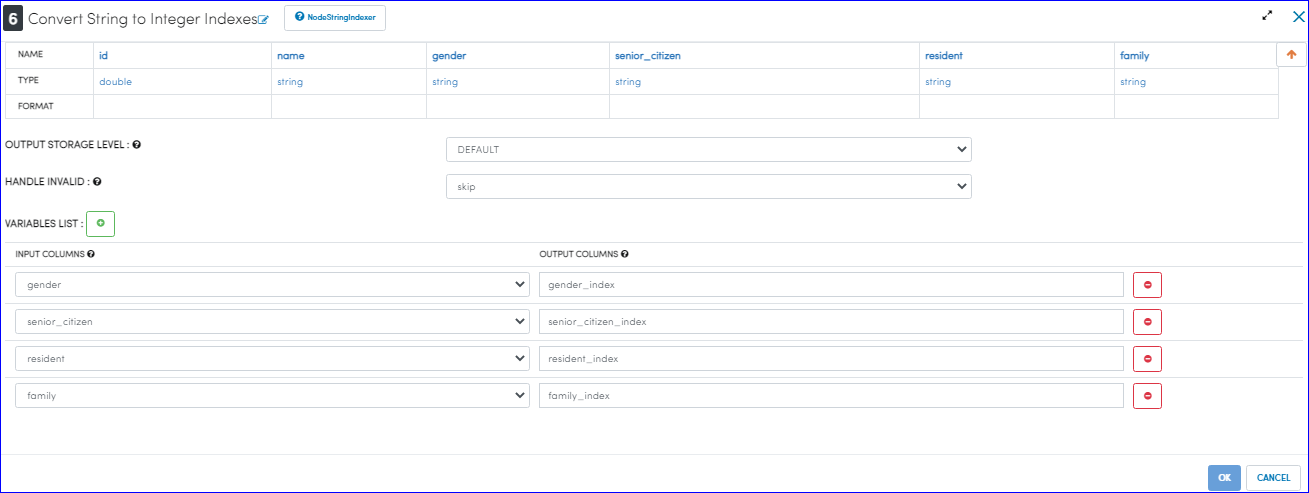 6 Convert String to Integer Indexes NodeStringIndexer
NAME id name gender senior_citizen resident family
TYPE double string string string string string
FORMAT
OUTPUT STORAGE LEVEL : DEFAULT
HANDLE INVALID : skip
VARIABLES LIST :
INPUT COLUMNS OUTPUT COLUMNS
gender gender_index
senior_citizen senior_citizen_index
resident resident_index
family family_index
OK CANCEL